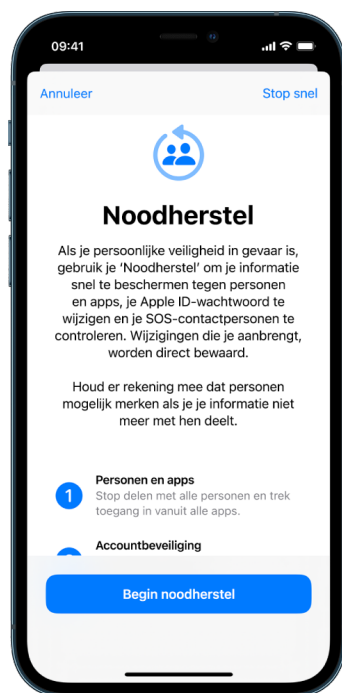 09:41
Annuleer Stop snel
Noodherstel
Als je persoonlijke veiligheid in gevaar is,
gebruik je ‘Noodherstel’ om je informatie
snel te beschermen tegen personen
en apps, je Apple ID-wachtwoord te
wijzigen en je SOS-contactpersonen te
controleren. Wijzigingen die je aanbrengt,
worden direct bewaard.
Houd er rekening mee dat personen
mogelijk merken als je je informatie niet
meer met hen deelt.
1 Personen en apps
Stop delen met alle personen en trek
toegang in vanuit alle apps.
Accountbeveiliging
Begin noodherstel